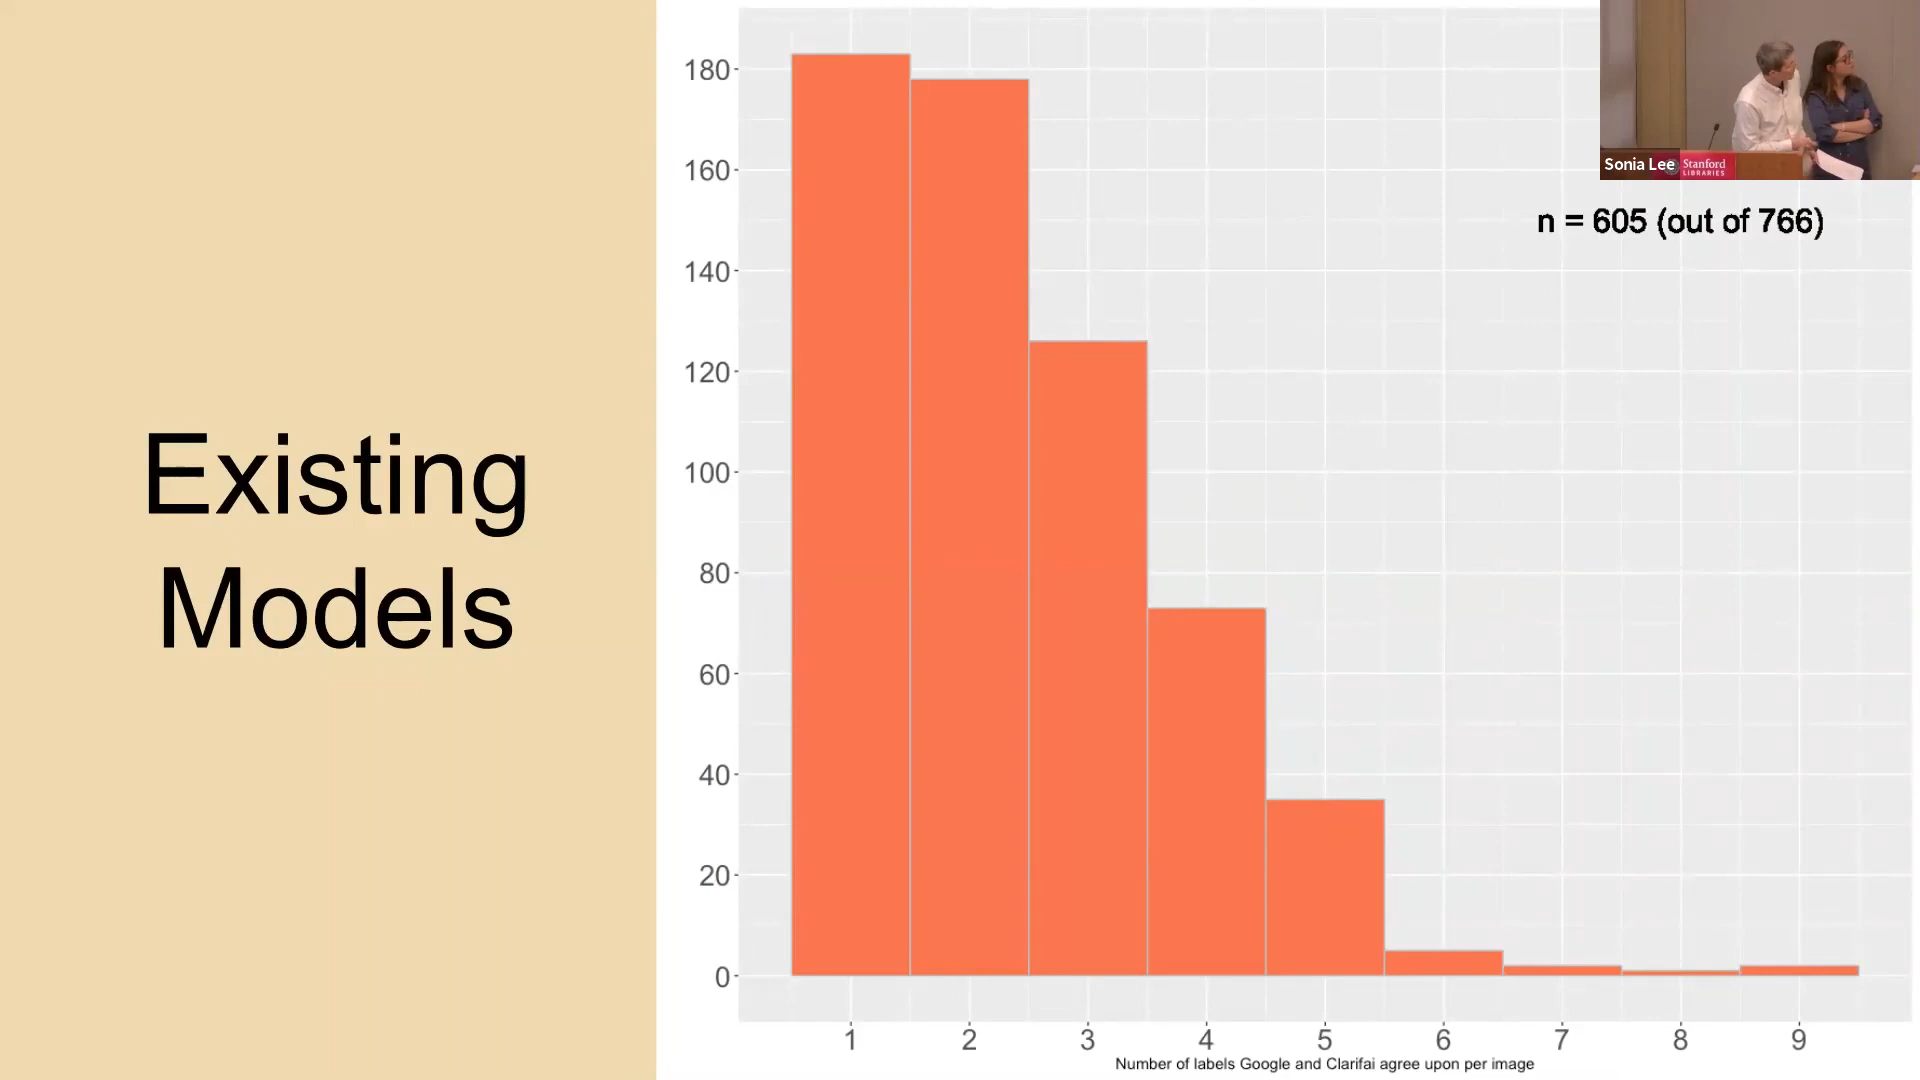 Existing
Models
180
160
140
120
100
80
60
40
20
0
1 2 3 4 5 6 7 8 9
Number of labels Google and Clarifai agree upon per image
n = 605 (out of 766)
Sonia Lee
Stanford
LIBRARIES